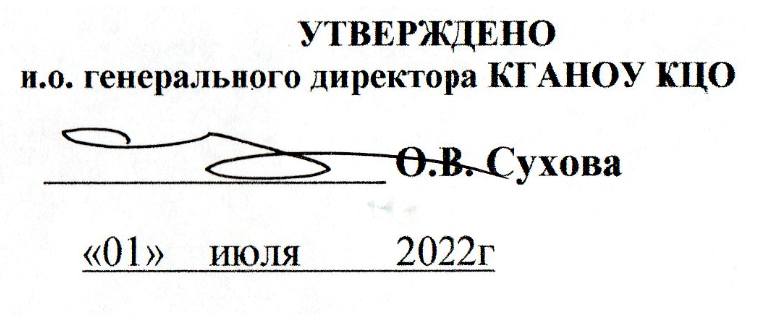 УТВЕРЖДЕНО
и.о. генерального директора КГАНОУ КЦО
О.В. Сухова
«01» июля 2022г